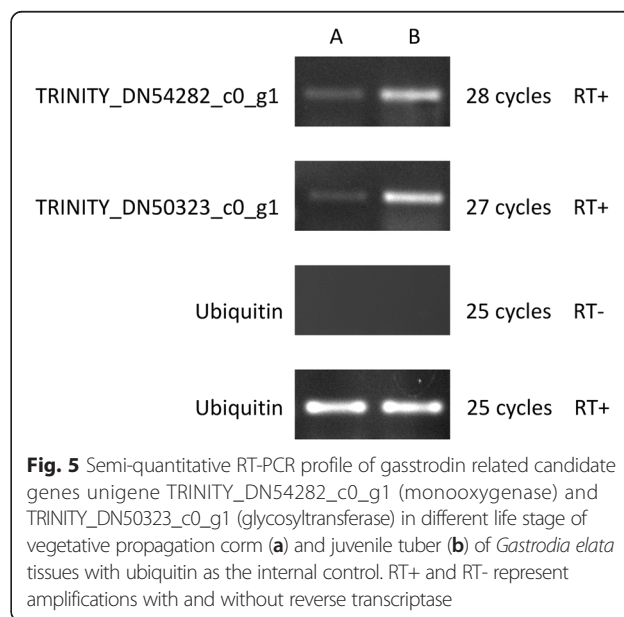 A B
TRINITY_DN54282_c0_g1 28 cycles RT+
TRINITY_DN50323_c0_g1 27 cycles RT+
Ubiquitin 25 cycles RT-
Ubiquitin 25 cycles RT+
Fig. 5 Semi-quantitative RT-PCR profile of gasstrodin related candidate
genes unigene TRINITY_DN54282_c0_g1 (monooxygenase) and
TRINITY_DN50323_c0_g1 (glycosyltransferase) in different life stage of
vegetative propagation corm (a) and juvenile tuber (b) of Gastrodia elata
tissues with ubiquitin as the internal control. RT+ and RT- represent
amplifications with and without reverse transcriptase